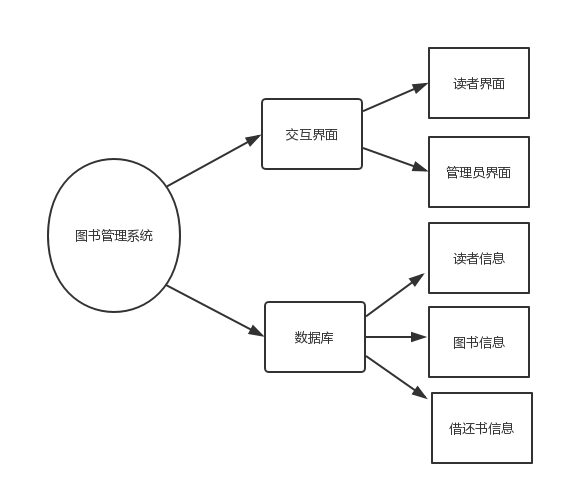 图书管理系统
交互界面
读者界面
管理员界面
数据库
读者信息
图书信息
借还书信息